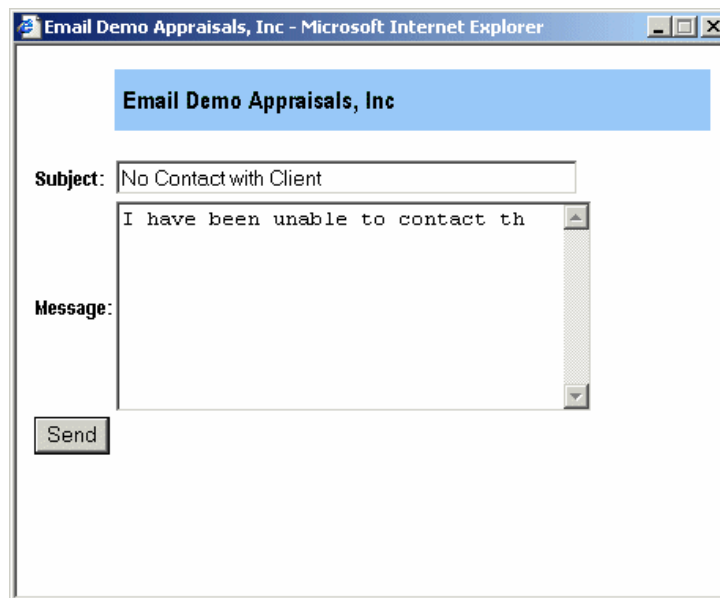 Email Demo Appraisals, Inc - Microsoft Internet Explorer
Email Demo Appraisals, Inc
Subject: No Contact with Client
I have been unable to contact th
Message:
Send